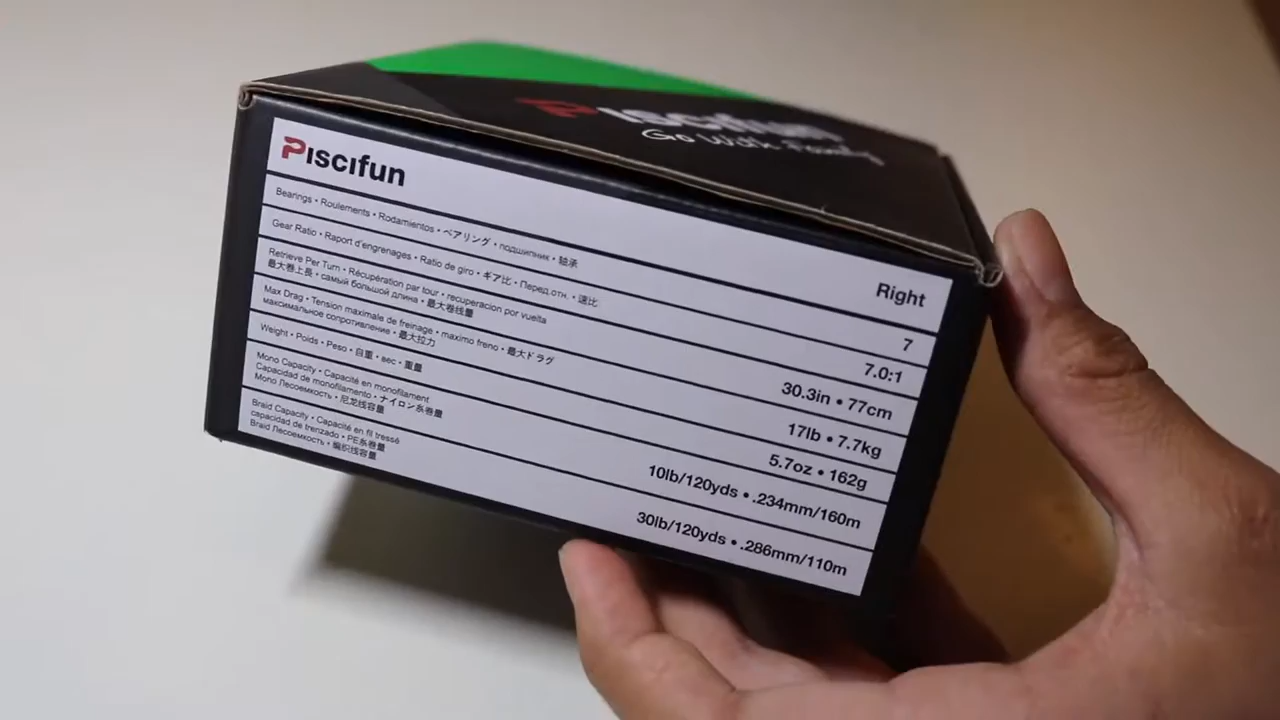 Piscifun
Go With Family
Piscifun
Right
Bearings • Roulements • Rodamientos • ベアリング • подшипник • 轴承
7
Gear Ratio • Raport d'engrenages • Ratio de giro • ギア比 • Перед.отн. • 速比
7.0:1
Retrieve Per Turn • Récupération par tour • recuperacion por vuelta
最大巻上長 • самый большой длина • 最大卷线量
30.3in • 77cm
Max Drag • Tension maximale de freinage • maximo freno • 最大ドラグ
максимальное сопротивление • 最大拉力
17lb • 7.7kg
Weight • Poids • Peso • 自重 • вес • 重量
5.7oz • 162g
Mono Capacity • Capacité en monofilament
Capacidad de monofilamento • ナイロン糸巻量
Mono Лесоемкость • 尼龙线容量
10lb/120yds • .234mm/160m
Braid Capacity • Capacité en fil tressé
capacidad de trenzado • PE糸巻量
Braid Лесоемкость • 编织线容量
30lb/120yds • .286mm/110m